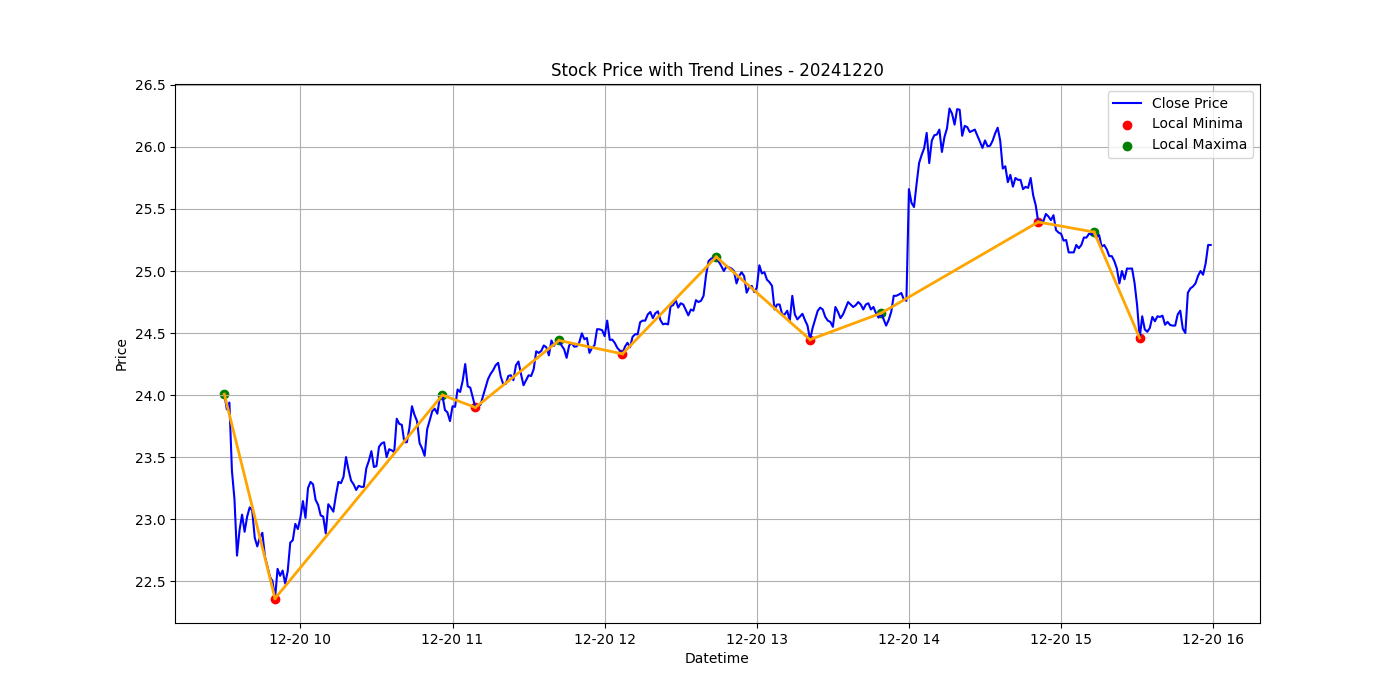 Stock Price with Trend Lines - 20241220
Close Price
Local Minima
Local Maxima
Price
26.5
26.0
25.5
25.0
24.5
24.0
23.5
23.0
22.5
12-20 10
12-20 11
12-20 12
12-20 13
12-20 14
12-20 15
12-20 16
Datetime